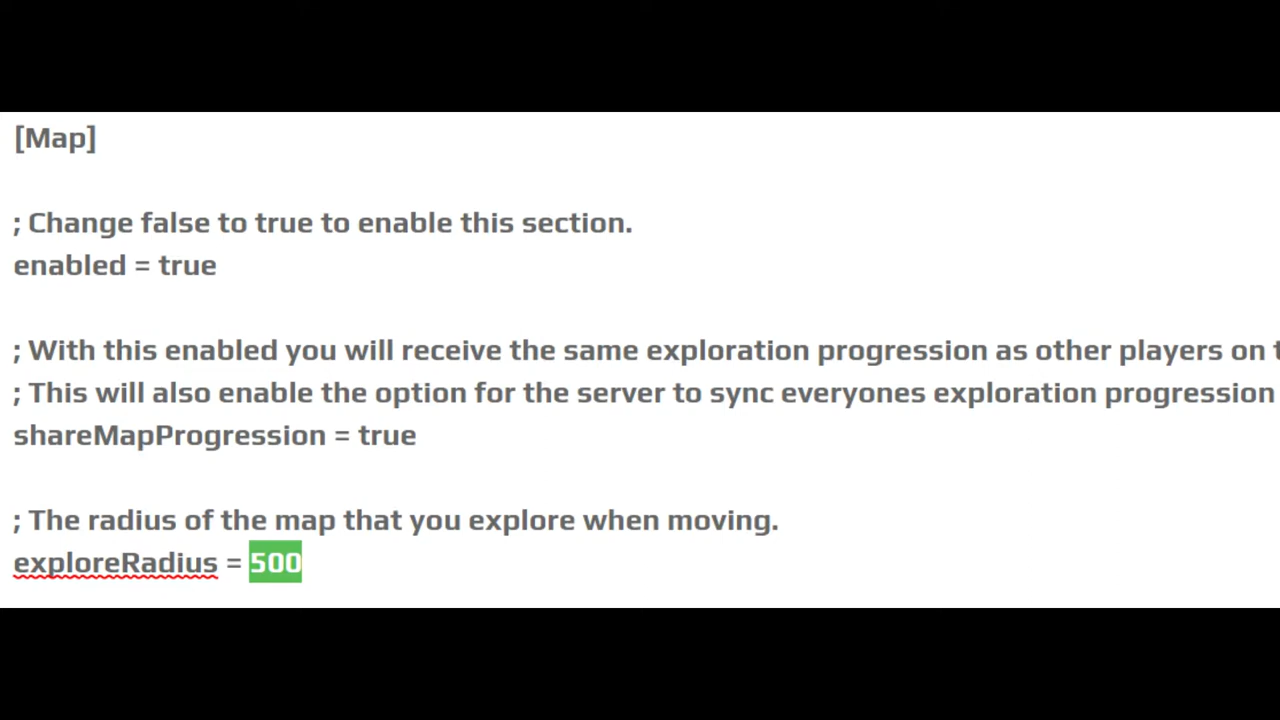 [Map]
; Change false to true to enable this section.
enabled = true
; With this enabled you will receive the same exploration progression as other players on
; This will also enable the option for the server to sync everyones exploration progression
shareMapProgression = true
; The radius of the map that you explore when moving.
exploreRadius = 500